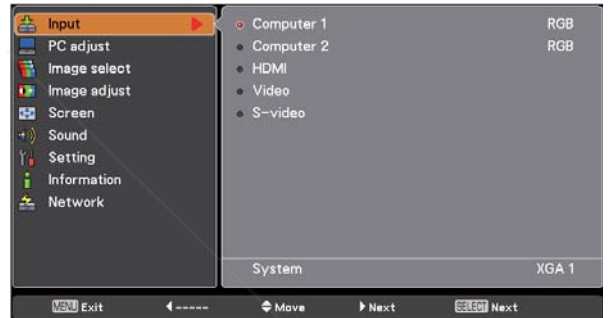 Input
PC adjust
Image select
Image adjust
Screen
Sound
Setting
Information
Network
Computer 1 RGB
Computer 2 RGB
HDMI
Video
S-video
System XGA 1
MENU Exit ----- Move Next SELECT Next